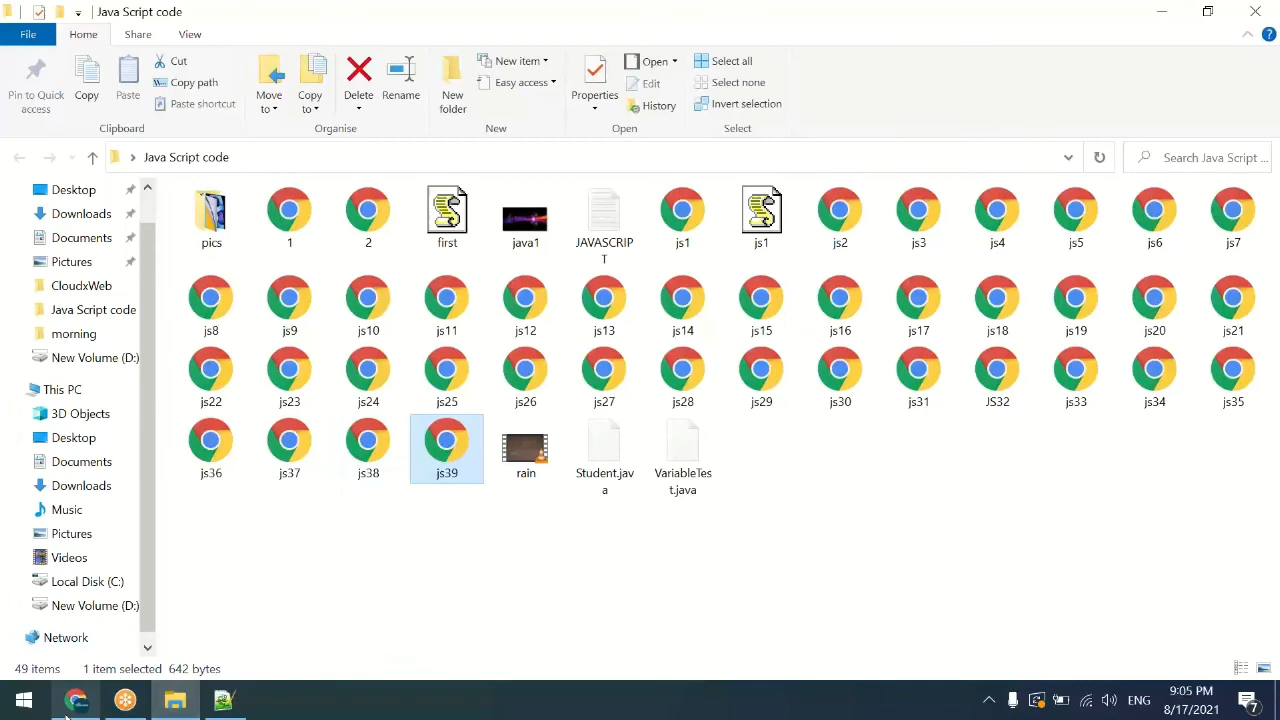 Java Script code
File
Home
Share
View
Pin to Quick access
Copy
Paste
Cut
Copy path
Paste shortcut
Clipboard
Move to
Copy to
Delete
Rename
Organise
New folder
New item
Easy access
New
Properties
Open
Edit
History
Open
Select all
Select none
Invert selection
Select
Java Script code
Search Java Script ...
Desktop
Downloads
Documents
Pictures
CloudxWeb
Java Script code
morning
New Volume (D:)
This PC
3D Objects
Desktop
Documents
Downloads
Music
Pictures
Videos
Local Disk (C:)
New Volume (D:)
Network
pics
1
2
first
java1
JAVASCRIP
T
js1
js1
js2
js3
js4
js5
js6
js7
js8
js9
js10
js11
js12
js13
js14
js15
js16
js17
js18
js19
js20
js21
js22
js23
js24
js25
js26
js27
js28
js29
js30
js31
JS32
js33
js34
js35
js36
js37
js38
js39
rain
Student.jav
a
VariableTes
t.java
49 items
1 item selected 642 bytes
ENG
9:05 PM
8/17/2021
7